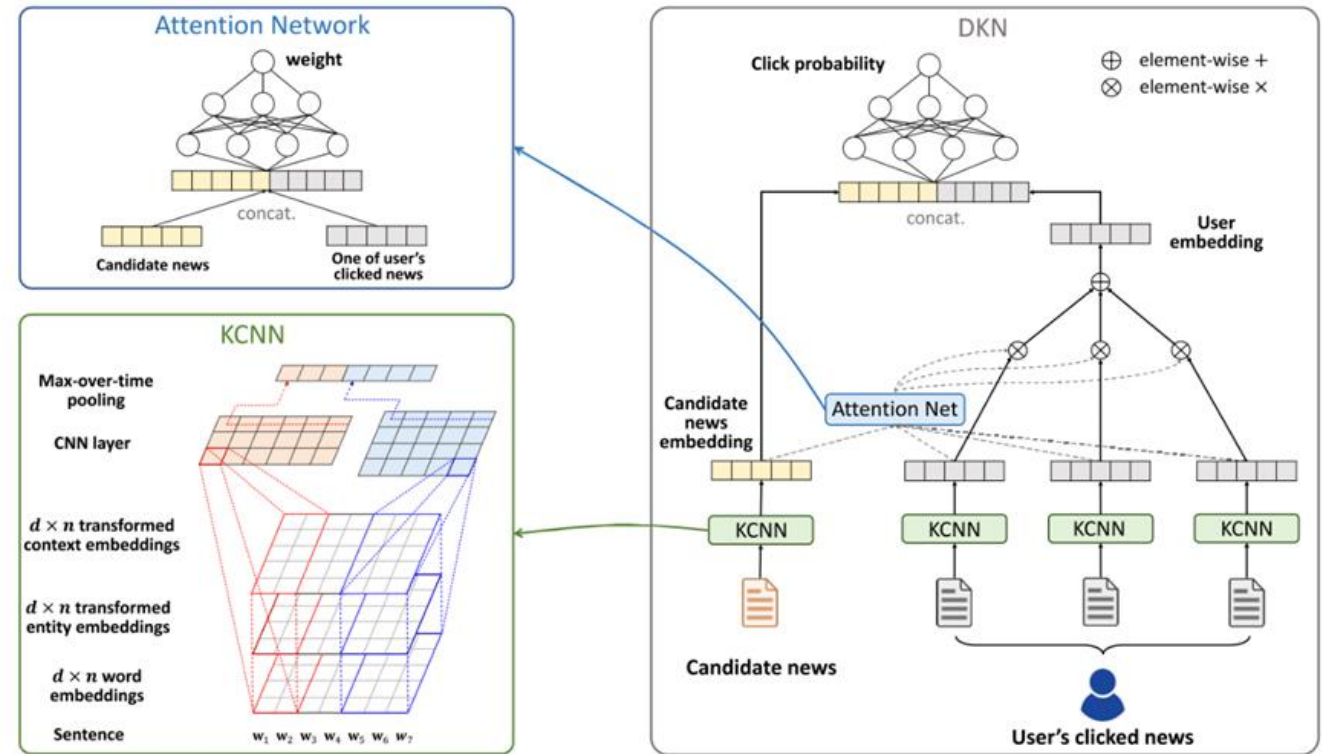 Attention Network
weight
concat.
Candidate news
One of user's
clicked news
KCNN
Max-over-time
pooling
CNN layer
d × n transformed
context embeddings
d × n transformed
entity embeddings
d × n word
embeddings
Sentence
w₁ w₂ w₃ w₄ w₅ w₆ w₇
DKN
Click probability
element-wise +
element-wise ×
concat.
User
embedding
Attention Net
Candidate
news
embedding
KCNN
KCNN
KCNN
KCNN
Candidate news
User's clicked news